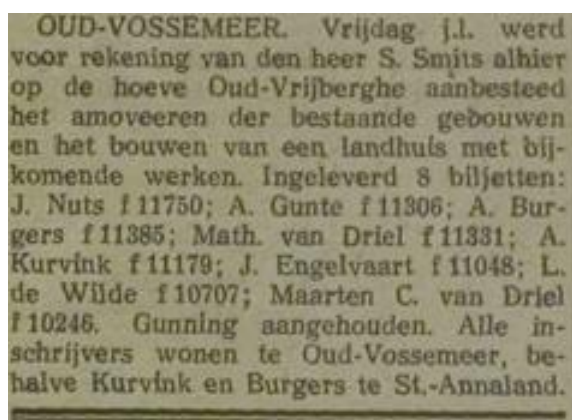 OUD-VOSSEMEER. Vrijdag j.l. werd
voor rekening van den heer S. Smits alhier
op de hoeve Oud-Vrijberghe aanbesteed
het amoveeren der bestaande gebouwen
en het bouwen van een landhuis met bij-
komende werken. Ingeleverd 8 biljetten:
J. Nuts f 11750; A. Gunte f 11306; A. Bur-
gers f 11385; Math. van Driel f 11331; A.
Kurvink f 11179; J. Engelvaart f 11048; L.
de Wilde f 10707; Maarten C. van Driel
f 10246. Gunning aangehouden. Alle in-
schrijvers wonen te Oud-Vossemeer, be-
halve Kurvink en Burgers te St.-Annaland.